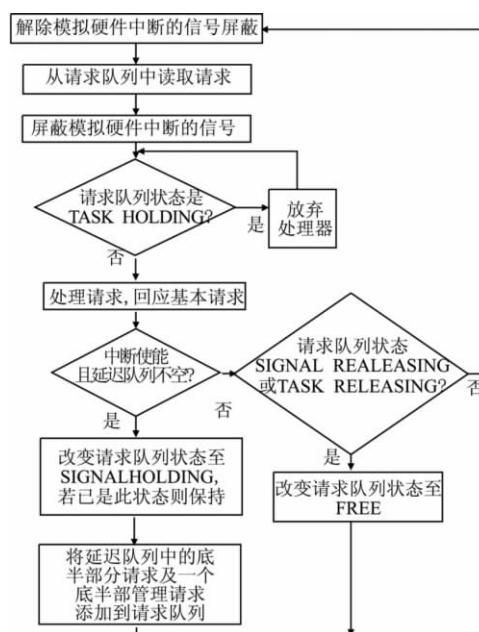 解除模拟硬件中断的信号屏蔽
从请求队列中读取请求
屏蔽模拟硬件中断的信号
请求队列状态是
TASK HOLDING?
是
放弃
处理器
否
处理请求,回应基本请求
中断使能
且延迟队列不空?
否
请求队列状态
SIGNAL REALEASING
或TASK RELEASING?
否
是
是
改变请求队列状态至
SIGNALHOLDING,
若已是此状态则保持
改变请求队列状态至
FREE
将延迟队列中的底
半部分请求及一个
底半部管理请求
添加到请求队列